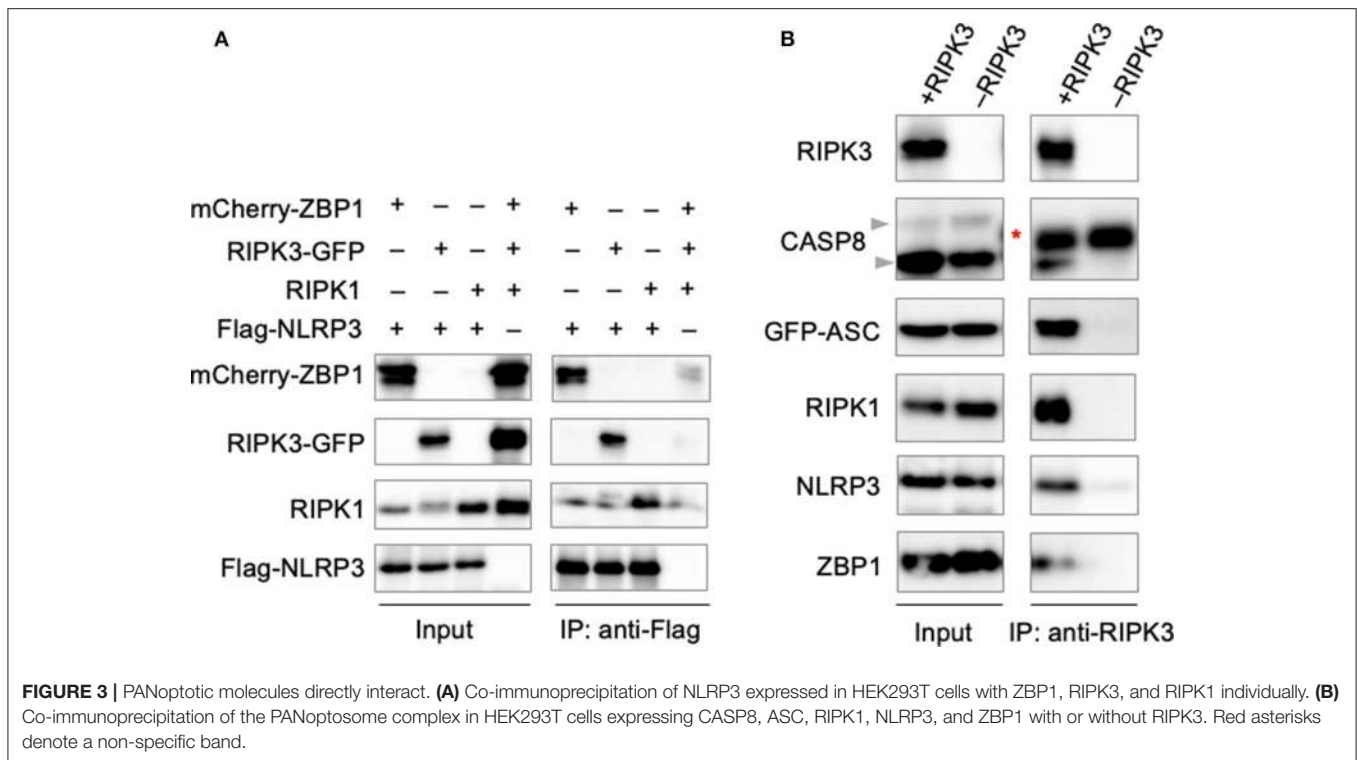 A
mCherry-ZBP1 + – – + + – – +
RIPK3-GFP – + – + – + – +
RIPK1 – – + + – – + +
Flag-NLRP3 + + + – + + + –
mCherry-ZBP1
RIPK3-GFP
RIPK1
Flag-NLRP3
Input IP: anti-Flag
B
+RIPK3 –RIPK3 +RIPK3 –RIPK3
RIPK3
CASP8 *
GFP-ASC
RIPK1
NLRP3
ZBP1
Input IP: anti-RIPK3
FIGURE 3 | PANoptotic molecules directly interact. (A) Co-immunoprecipitation of NLRP3 expressed in HEK293T cells with ZBP1, RIPK3, and RIPK1 individually. (B)
Co-immunoprecipitation of the PANoptosome complex in HEK293T cells expressing CASP8, ASC, RIPK1, NLRP3, and ZBP1 with or without RIPK3. Red asterisks
denote a non-specific band.